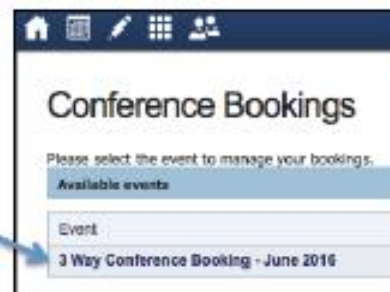 Conference Bookings
Please select the event to manage your bookings.
Available events
Event
3 Way Conference Booking - June 2016